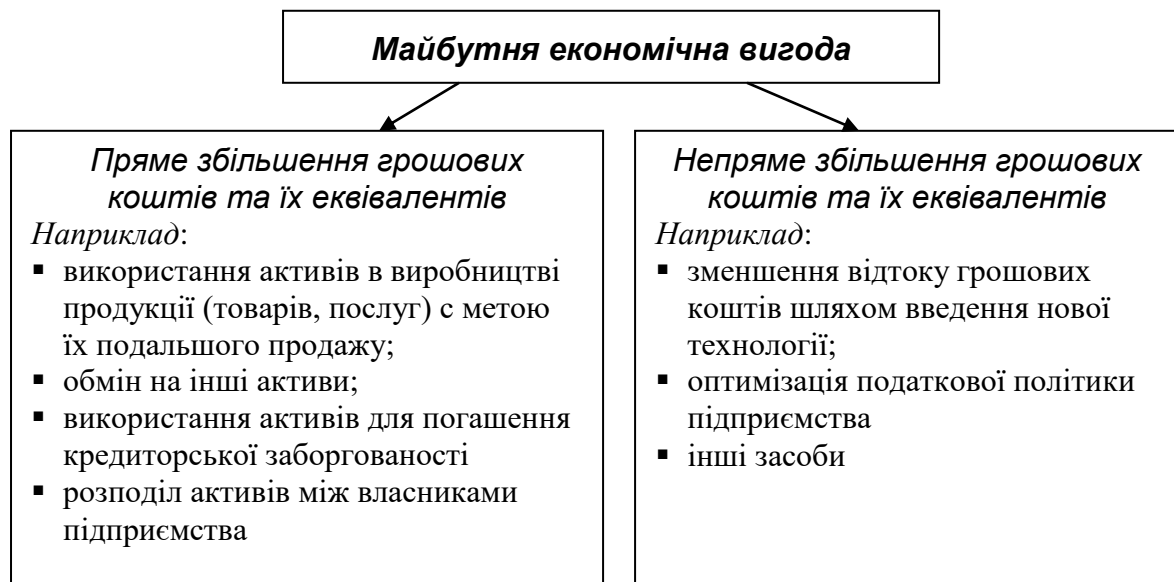 Майбутня економічна вигода
Пряме збільшення грошових
коштів та їх еквівалентів
Наприклад:
▪ використання активів в виробництві
продукції (товарів, послуг) с метою
їх подальшого продажу;
▪ обмін на інші активи;
▪ використання активів для погашення
кредиторської заборгованості
▪ розподіл активів між власниками
підприємства
Непряме збільшення грошових
коштів та їх еквівалентів
Наприклад:
▪ зменшення відтоку грошових
коштів шляхом введення нової
технології;
▪ оптимізація податкової політики
підприємства
▪ інші засоби